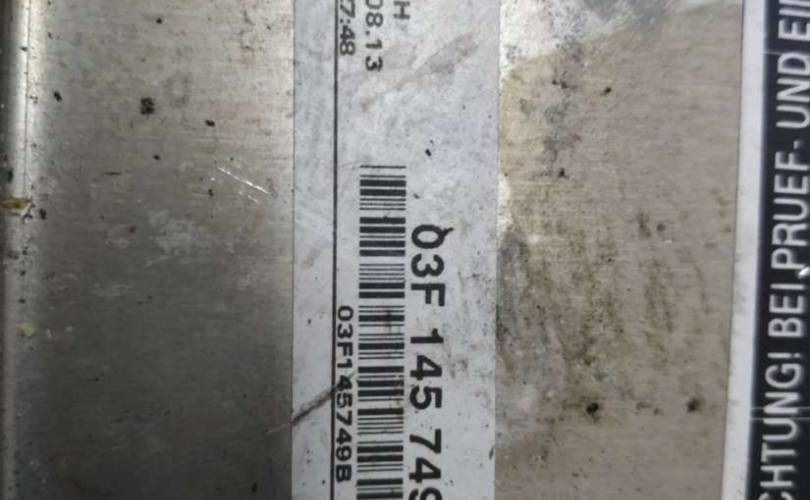 H
08.13
7:48
03F 145 749
03F145749B
CHTUNG! BEI PRUEF- UND EI